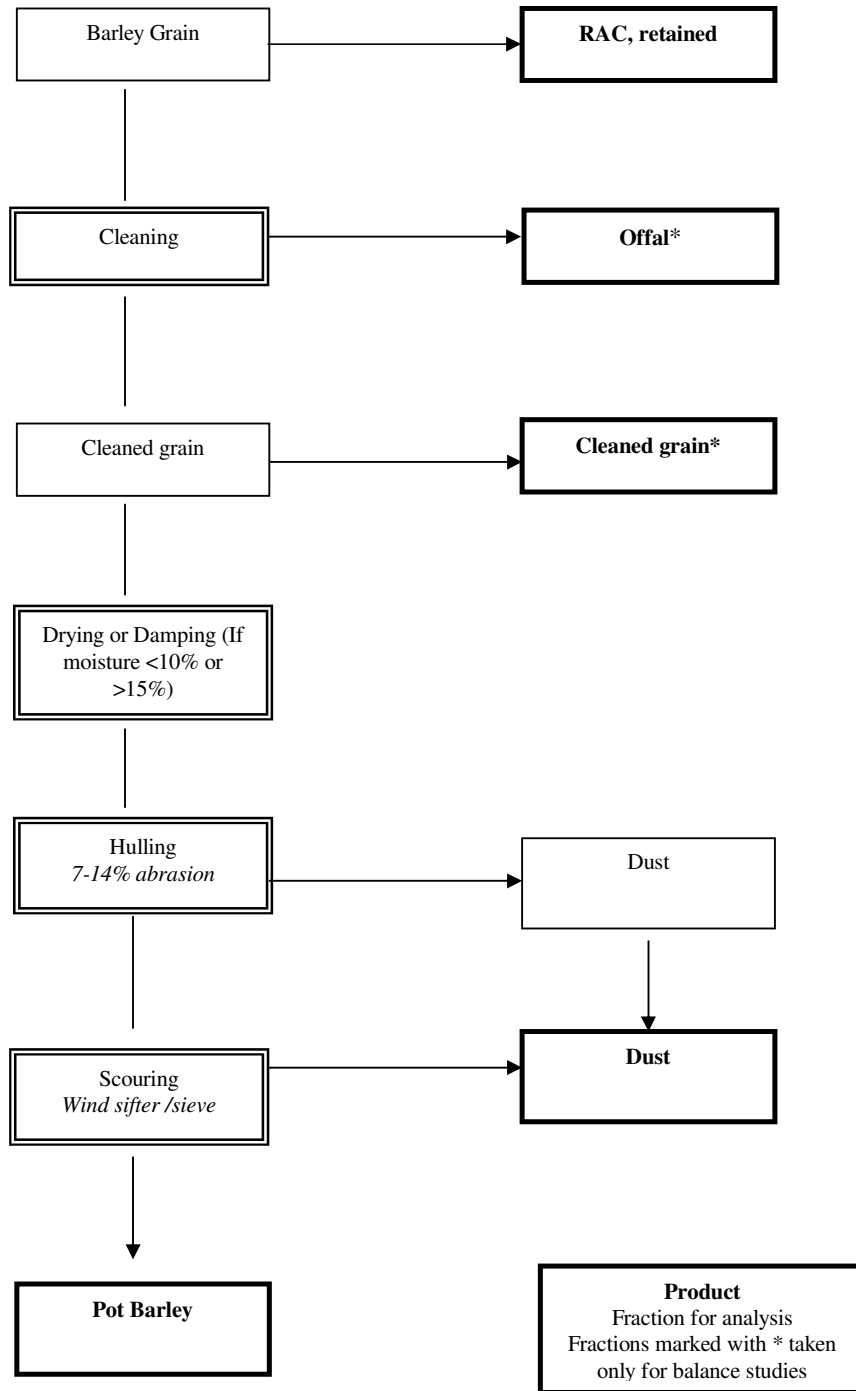 Barley Grain
RAC, retained
Cleaning
Offal*
Cleaned grain
Cleaned grain*
Drying or Damping (If
moisture <10% or
>15%)
Hulling
7-14% abrasion
Dust
Scouring
Wind sifter /sieve
Dust
Pot Barley
Product
Fraction for analysis
Fractions marked with * taken
only for balance studies